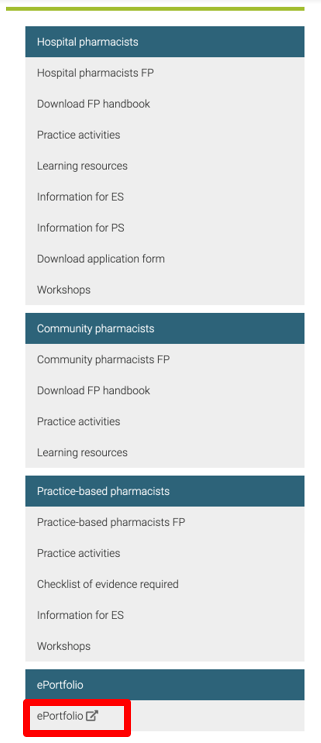 Hospital pharmacists
Hospital pharmacists FP
Download FP handbook
Practice activities
Learning resources
Information for ES
Information for PS
Download application form
Workshops
Community pharmacists
Community pharmacists FP
Download FP handbook
Practice activities
Learning resources
Practice-based pharmacists
Practice-based pharmacists FP
Practice activities
Checklist of evidence required
Information for ES
Workshops
ePortfolio
ePortfolio